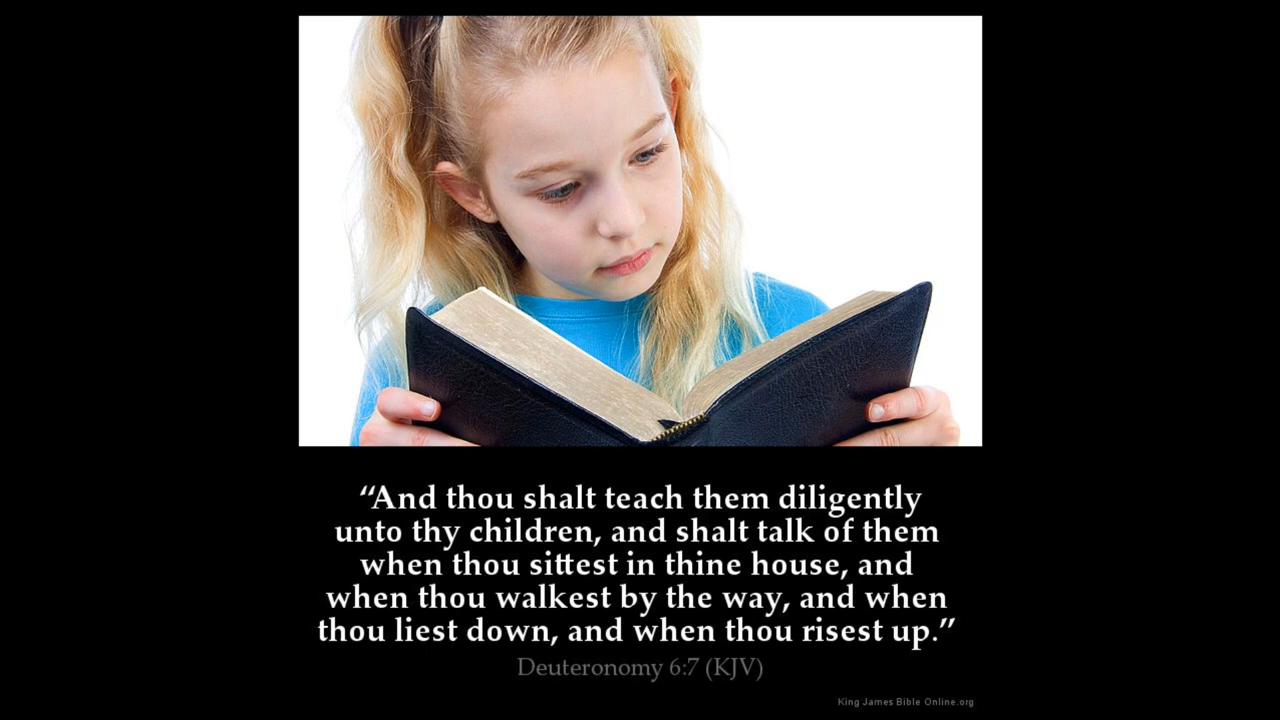 “And thou shalt teach them diligently
unto thy children, and shalt talk of them
when thou sittest in thine house, and
when thou walkest by the way, and when
thou liest down, and when thou risest up.”
Deuteronomy 6:7 (KJV)
King James Bible Online.org